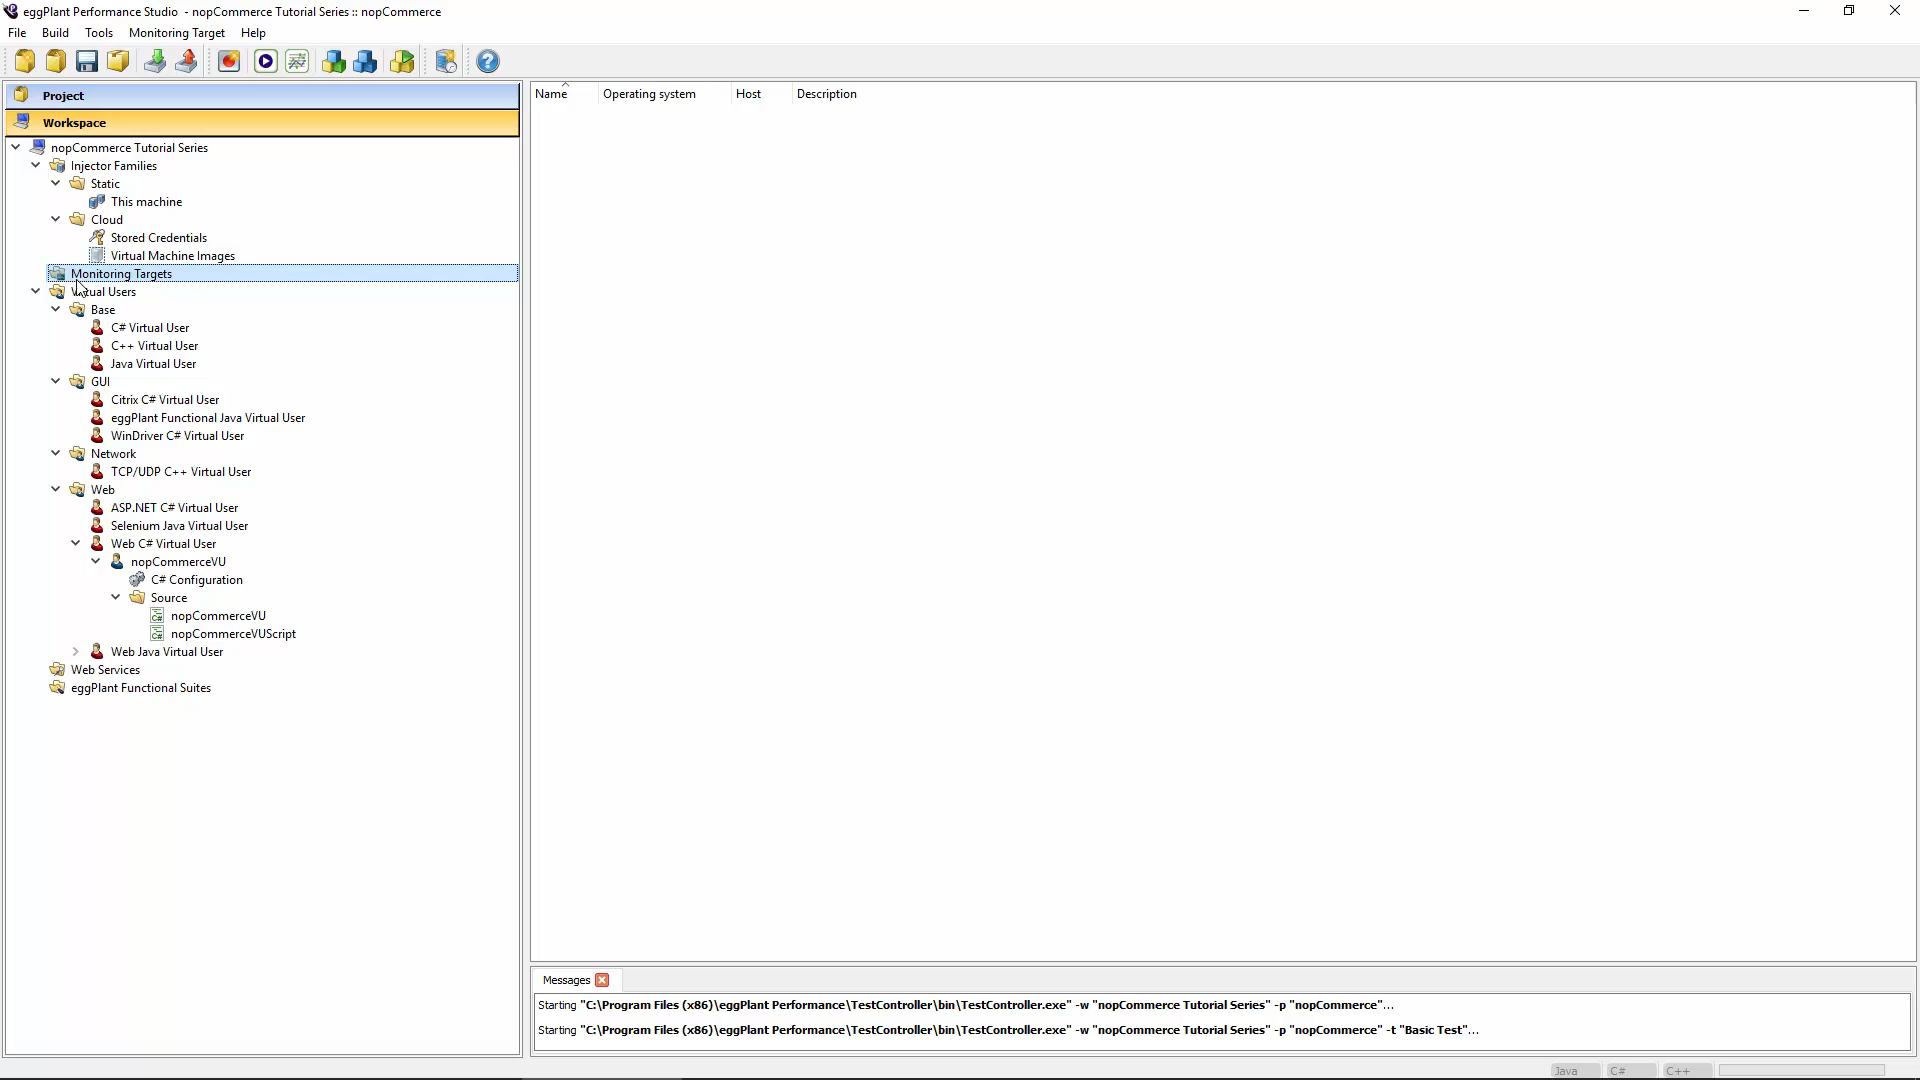 eggPlant Performance Studio - nopCommerce Tutorial Series :: nopCommerce
File Build Tools Monitoring Target Help
Project
Workspace
nopCommerce Tutorial Series
Injector Families
Static
This machine
Cloud
Stored Credentials
Virtual Machine Images
Monitoring Targets
Virtual Users
Base
C# Virtual User
C++ Virtual User
Java Virtual User
GUI
Citrix C# Virtual User
eggPlant Functional Java Virtual User
WinDriver C# Virtual User
Network
TCP/UDP C++ Virtual User
Web
ASP.NET C# Virtual User
Selenium Java Virtual User
Web C# Virtual User
nopCommerceVU
C# Configuration
Source
nopCommerceVU
nopCommerceVUScript
Web Java Virtual User
Web Services
eggPlant Functional Suites
Name Operating system Host Description
Messages
Starting "C:\Program Files (x86)\eggPlant Performance\TestController\bin\TestController.exe" -w "nopCommerce Tutorial Series" -p "nopCommerce"...
Starting "C:\Program Files (x86)\eggPlant Performance\TestController\bin\TestController.exe" -w "nopCommerce Tutorial Series" -p "nopCommerce" -t "Basic Test"...
Java C# C++